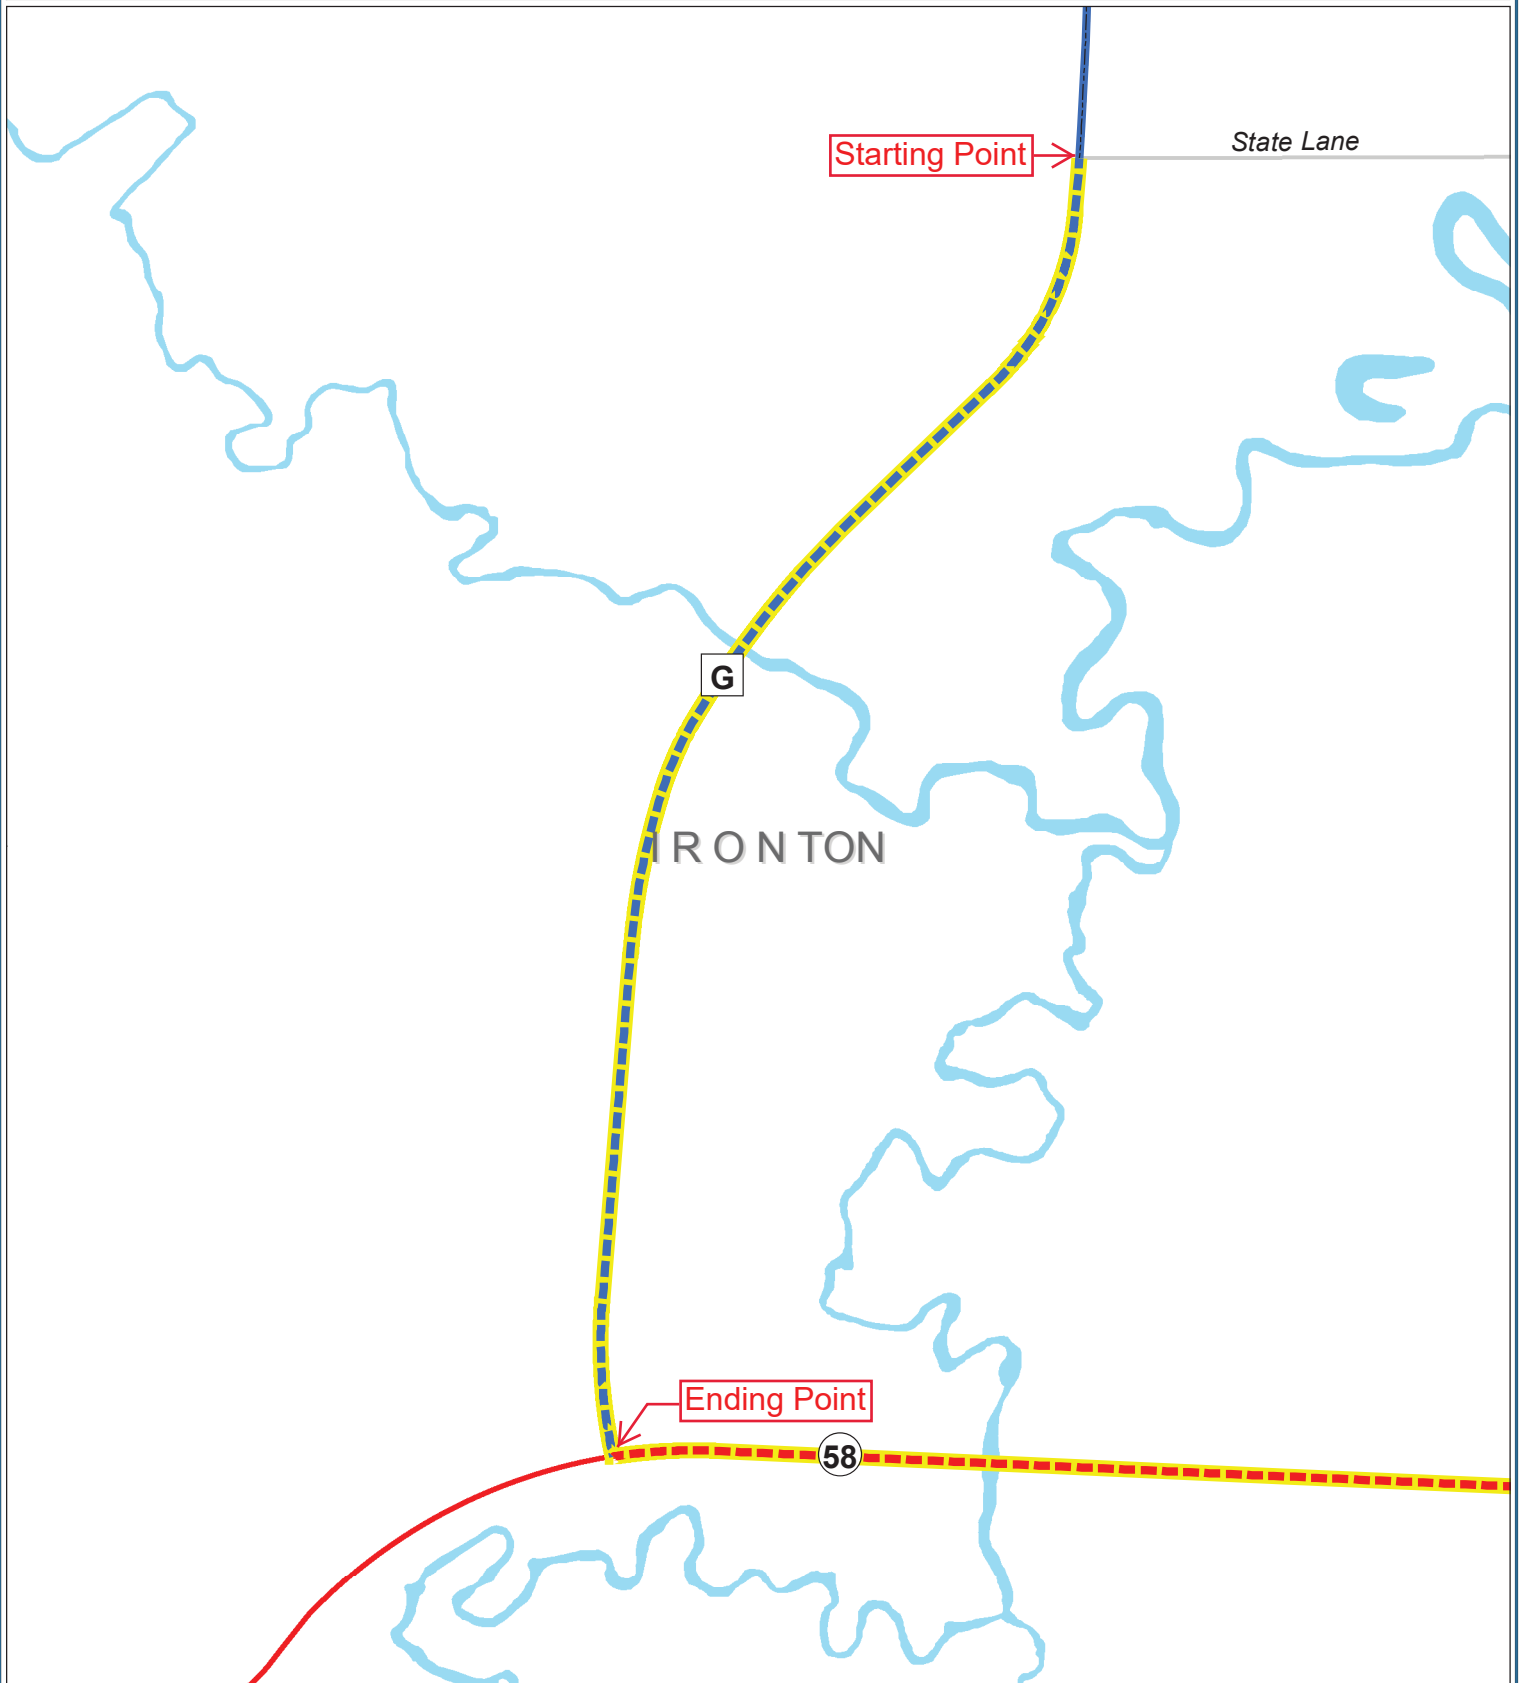 State Lane
Starting Point
G
IRONTON
Ending Point
58